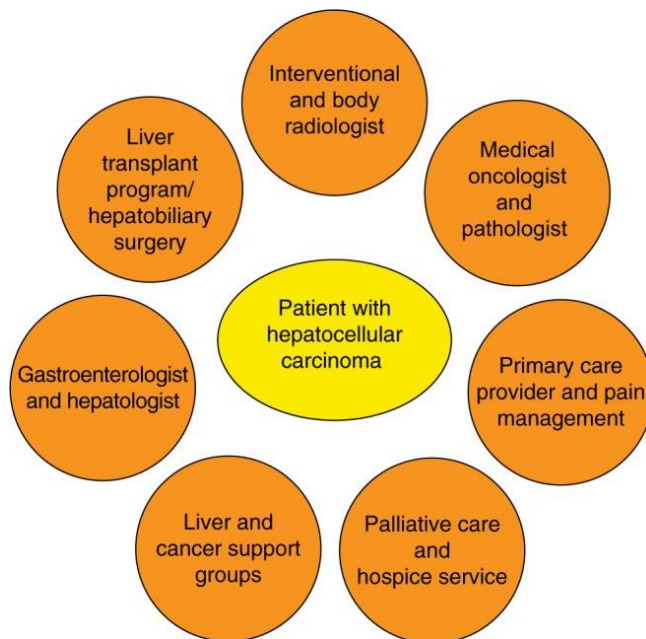 Interventional
and body
radiologist
Medical
oncologist
and
pathologist
Primary care
provider and pain
management
Palliative care
and
hospice service
Liver and
cancer support
groups
Gastroenterologist
and hepatologist
Liver
transplant
program/
hepatobiliary
surgery
Patient with
hepatocellular
carcinoma